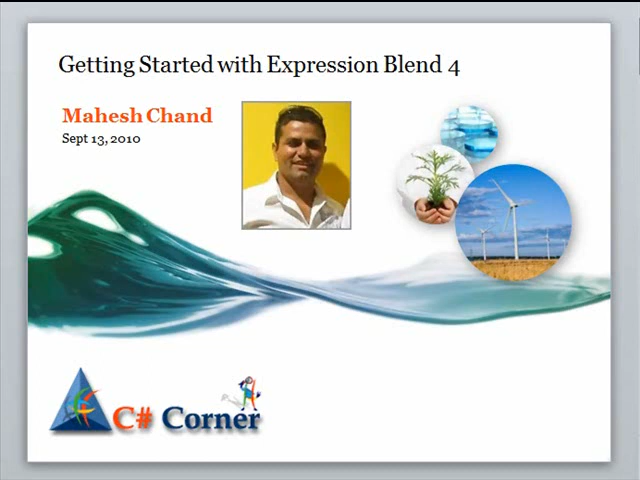 Getting Started with Expression Blend 4
Mahesh Chand
Sept 13, 2010
C# Corner